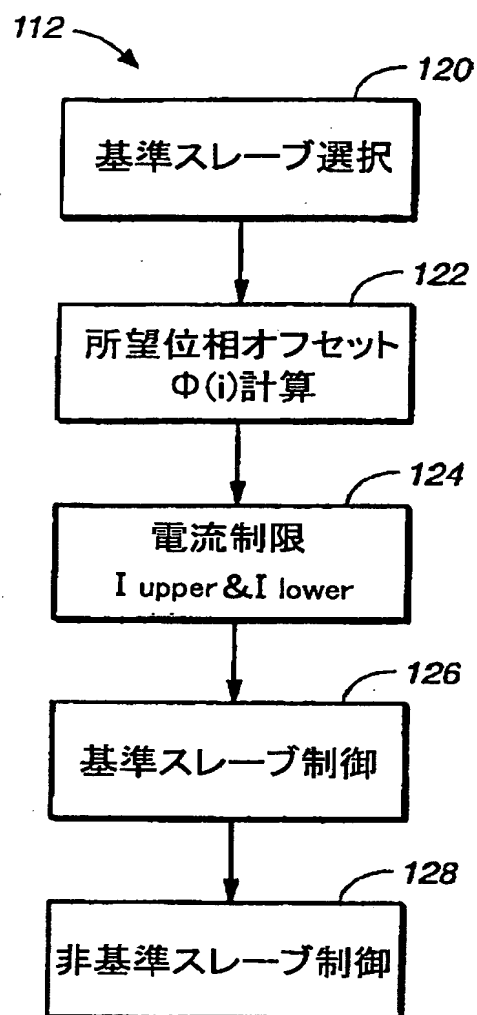 112
120
基準スレーブ選択
122
所望位相オフセット
Φ(i)計算
124
電流制限
I upper&I lower
126
基準スレーブ制御
128
非基準スレーブ制御